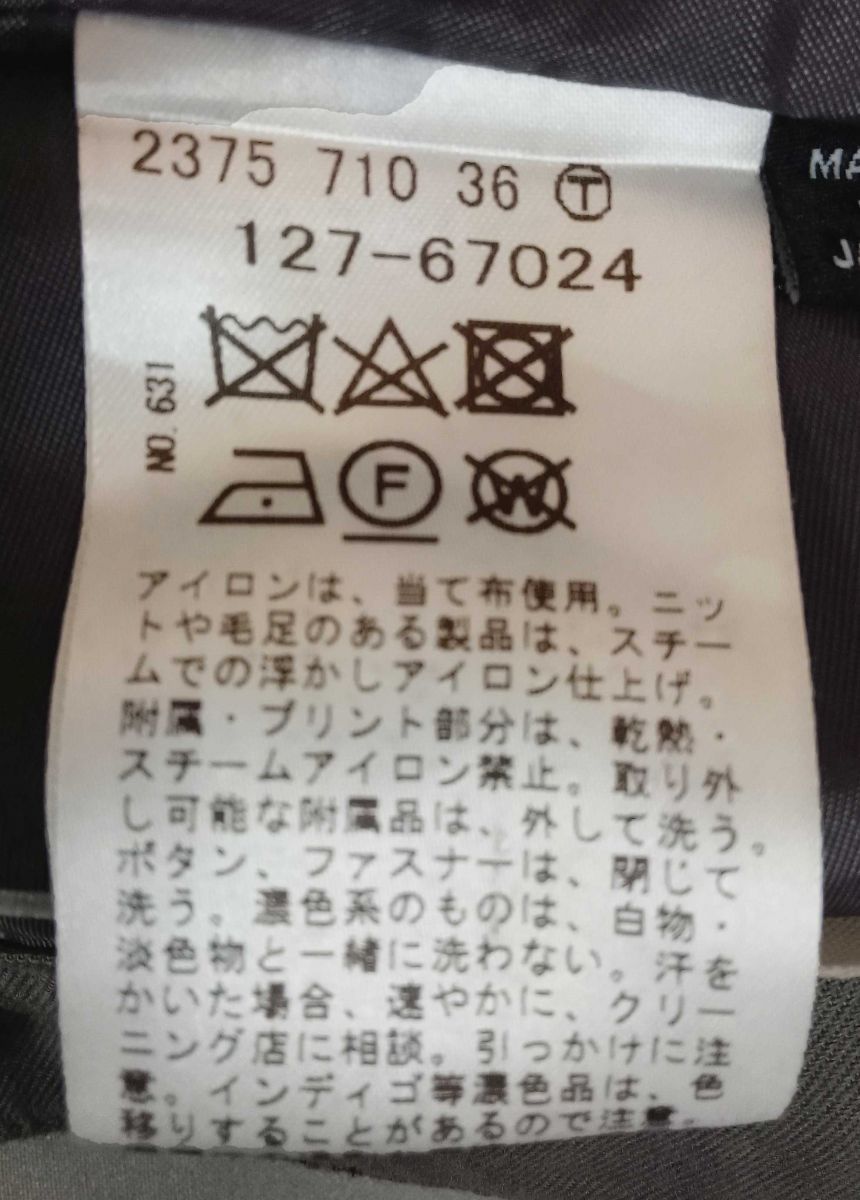 2375 710 36 Ⓣ
127-67024
NO. 631
F
W
アイロンは、当て布使用。ニッ
トや毛足のある製品は、スチー
ムでの浮かしアイロン仕上げ。
附属・プリント部分は、乾熱・
スチームアイロン禁止。取り外
し可能な附属品は、外して洗う。
ボタン、ファスナーは、閉じて
洗う。濃色系のものは、白物・
淡色物と一緒に洗わない。汗を
かいた場合、速やかに、クリー
ニング店に相談。引っかけに注
意。インディゴ等濃色品は、色
移りすることがあるので注意。
MA